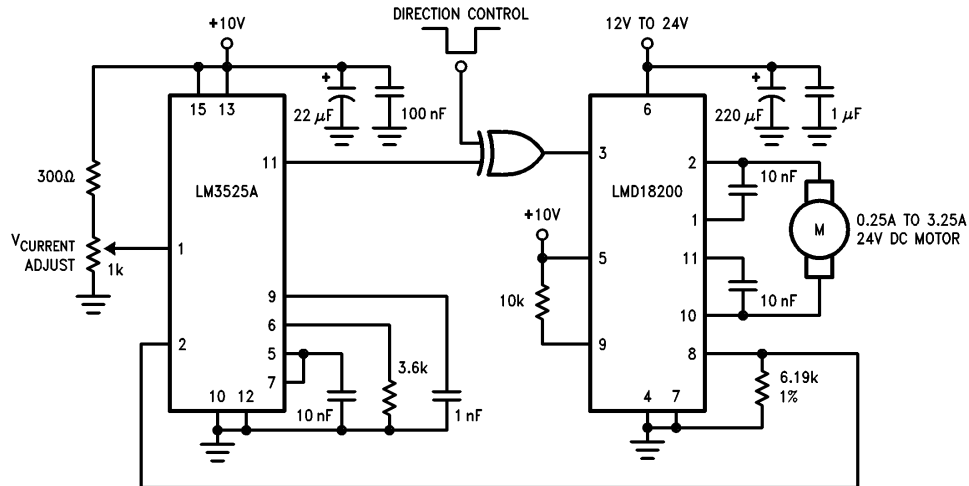 DIRECTION CONTROL
+10V
12V TO 24V
+
22 μF
100 nF
+
220 μF
1 μF
15
13
6
300Ω
11
LM3525A
3
LMD18200
2
10 nF
1
+10V
M
0.25A TO 3.25A
24V DC MOTOR
VCURRENT
ADJUST
1k
1
5
11
10k
9
10 nF
6
10
2
9
5
3.6k
8
7
6.19k
1%
10
12
10 nF
1 nF
4
7